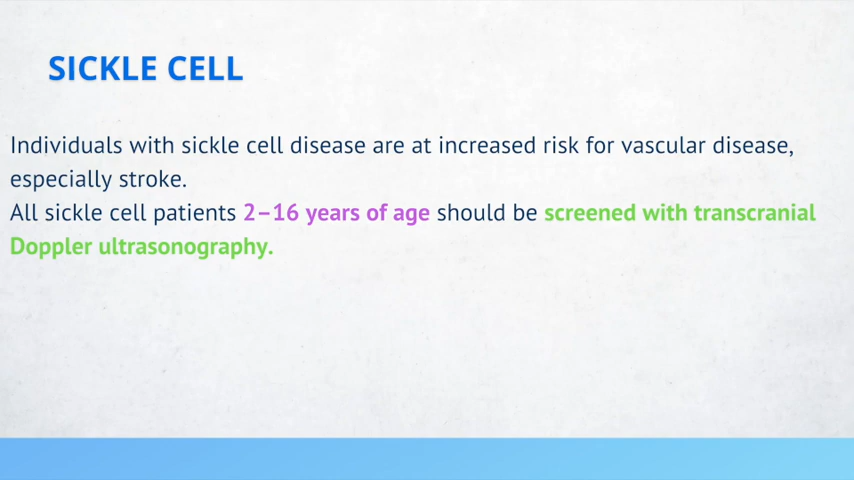 SICKLE CELL
Individuals with sickle cell disease are at increased risk for vascular disease,
especially stroke.
All sickle cell patients 2–16 years of age should be screened with transcranial
Doppler ultrasonography.